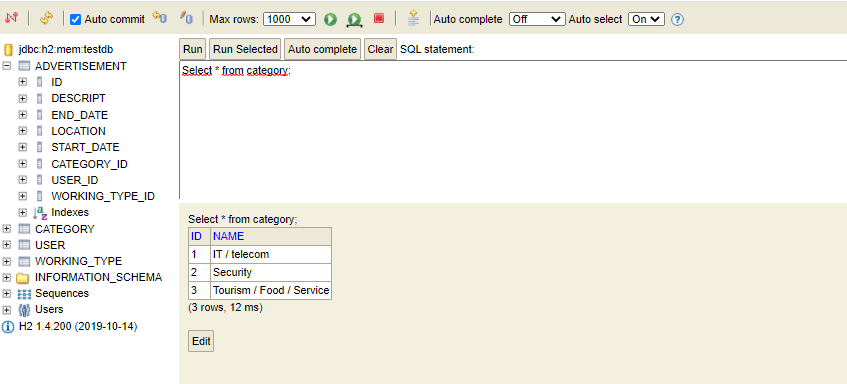 Auto commit Max rows: 1000 Auto complete Off Auto select On ?
jdbc:h2:mem:testdb
ADVERTISEMENT
ID
DESCRIPT
END_DATE
LOCATION
START_DATE
CATEGORY_ID
USER_ID
WORKING_TYPE_ID
Indexes
CATEGORY
USER
WORKING_TYPE
INFORMATION_SCHEMA
Sequences
Users
H2 1.4.200 (2019-10-14)
Run Run Selected Auto complete Clear SQL statement:
Select * from category;
Select * from category;
ID NAME
1 IT / telecom
2 Security
3 Tourism / Food / Service
(3 rows, 12 ms)
Edit